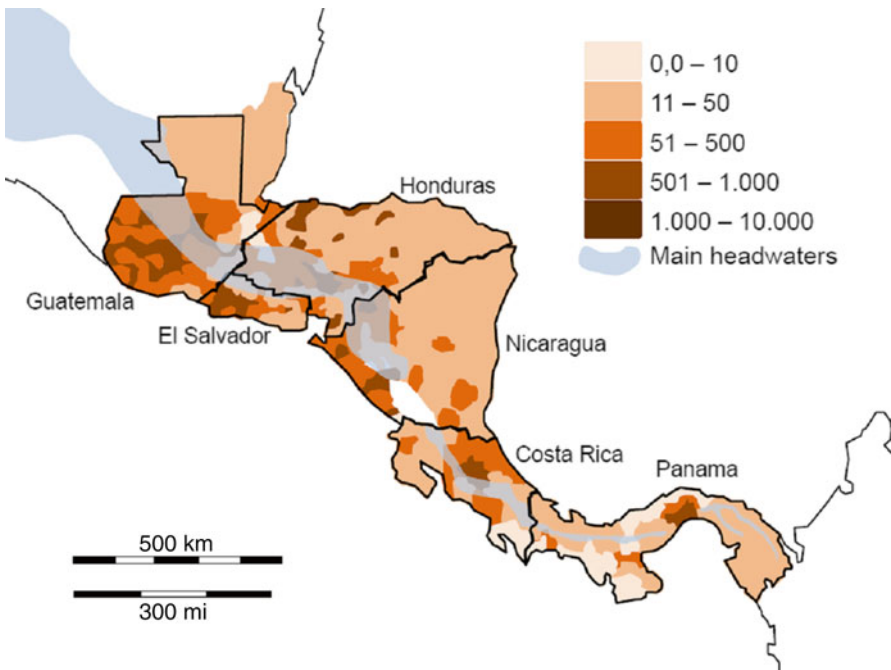 0,0 – 10
11 – 50
51 – 500
501 – 1.000
1.000 – 10.000
Main headwaters
Honduras
Guatemala
El Salvador
Nicaragua
Costa Rica
Panama
500 km
300 mi